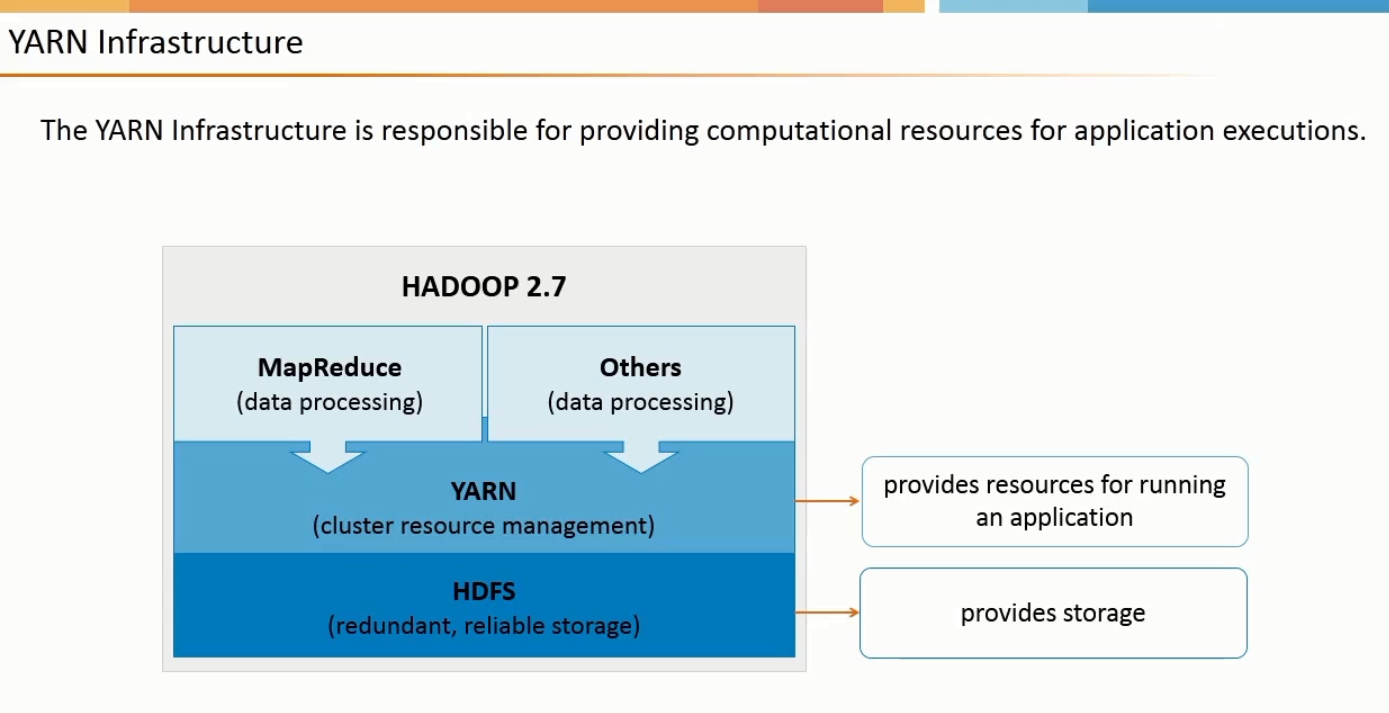 YARN Infrastructure
The YARN Infrastructure is responsible for providing computational resources for application executions.
HADOOP 2.7
MapReduce
(data processing)
Others
(data processing)
YARN
(cluster resource management)
provides resources for running
an application
HDFS
(redundant, reliable storage)
provides storage